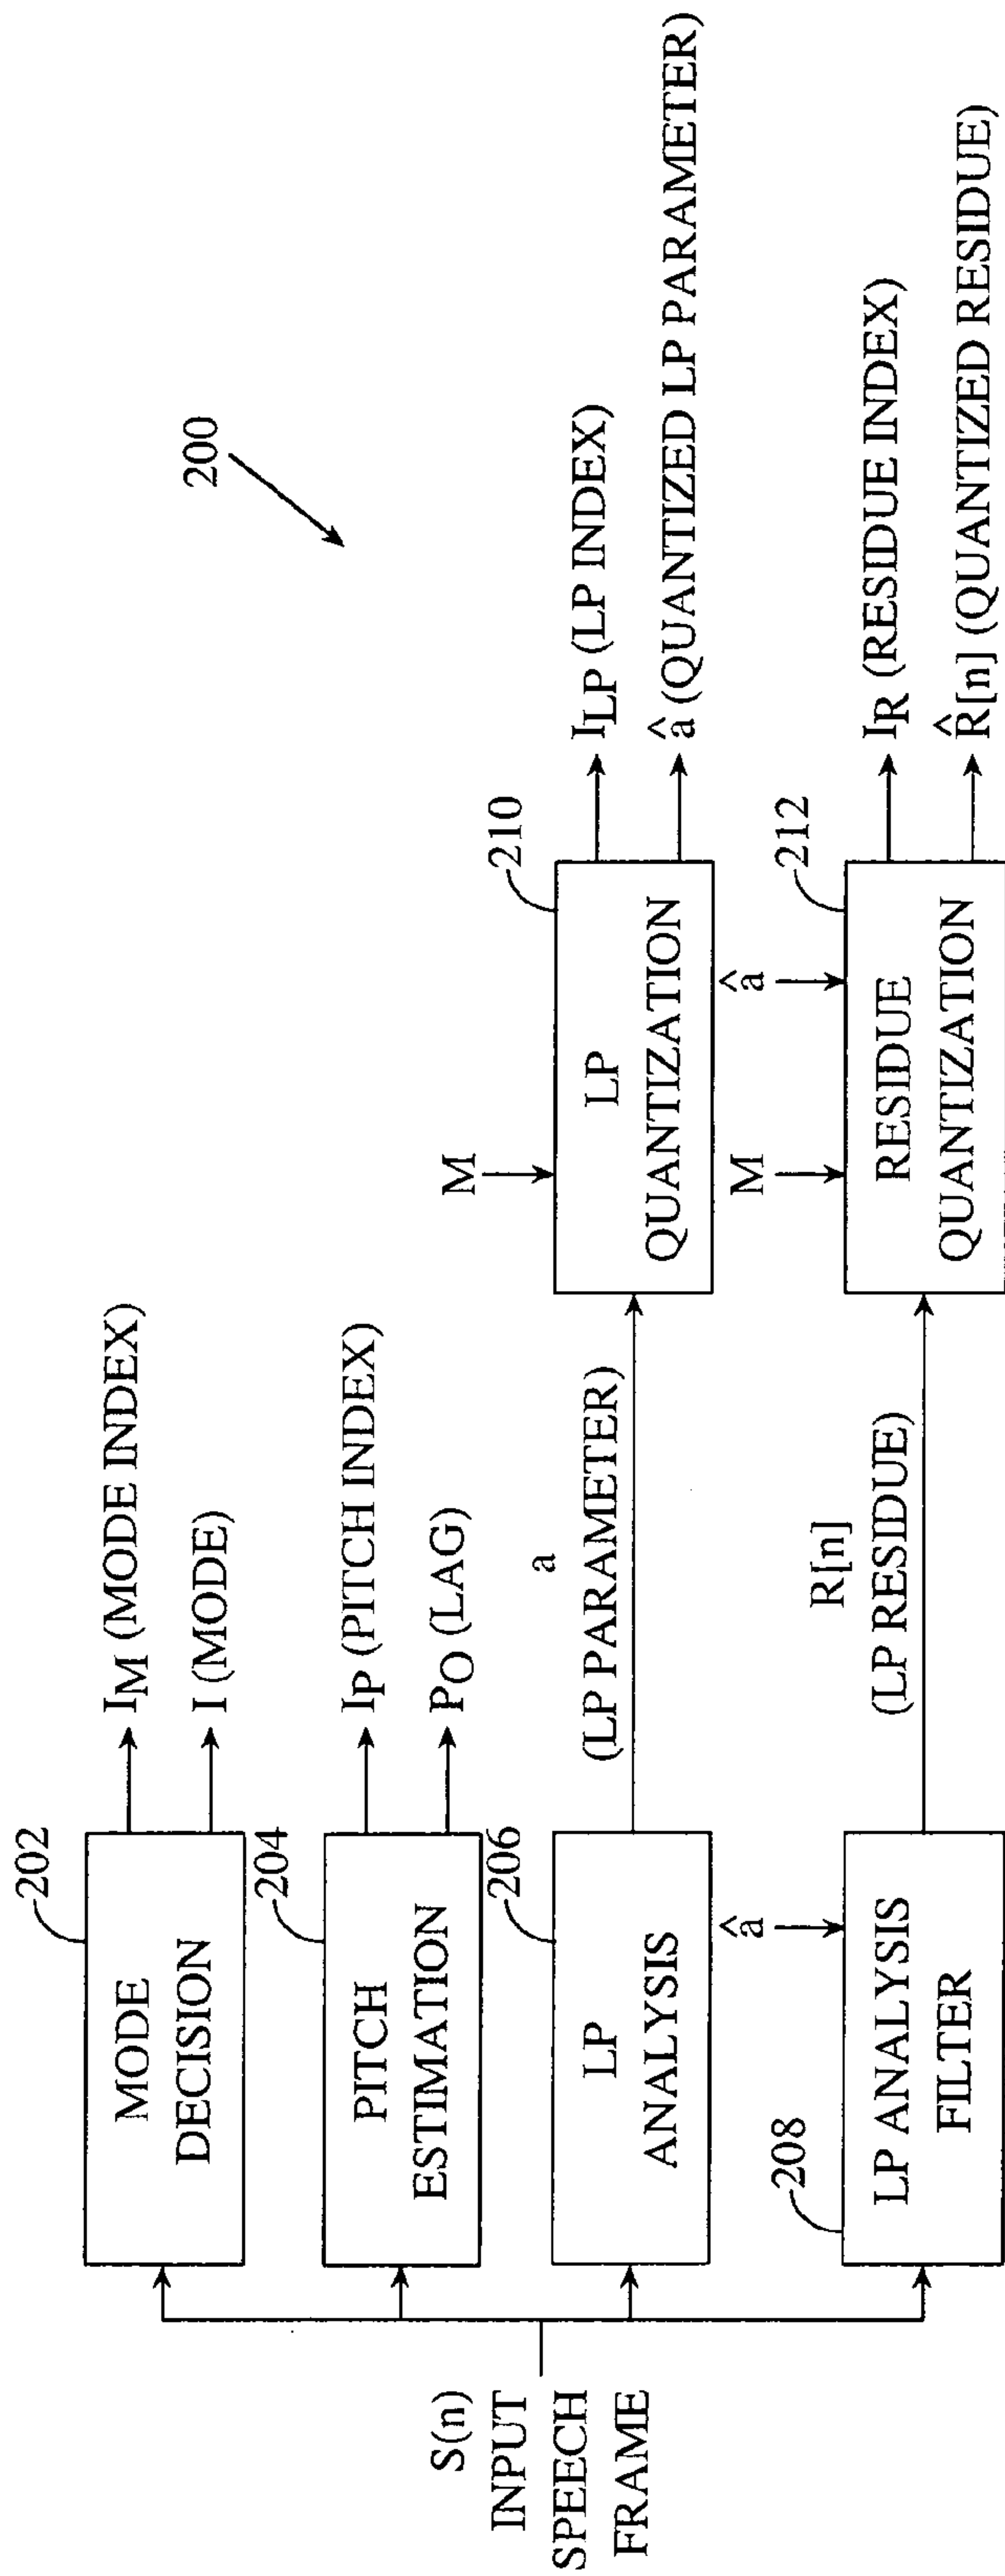 200
S(n)
INPUT
SPEECH
FRAME
202
MODE
DECISION
I_M (MODE INDEX)
I (MODE)
204
PITCH
ESTIMATION
I_P (PITCH INDEX)
P_O (LAG)
206
LP
ANALYSIS
a
(LP PARAMETER)
M
210
LP
QUANTIZATION
I_LP (LP INDEX)
â (QUANTIZED LP PARAMETER)
208
â
LP ANALYSIS
FILTER
R[n]
(LP RESIDUE)
M
â
212
RESIDUE
QUANTIZATION
I_R (RESIDUE INDEX)
R̂[n] (QUANTIZED RESIDUE)